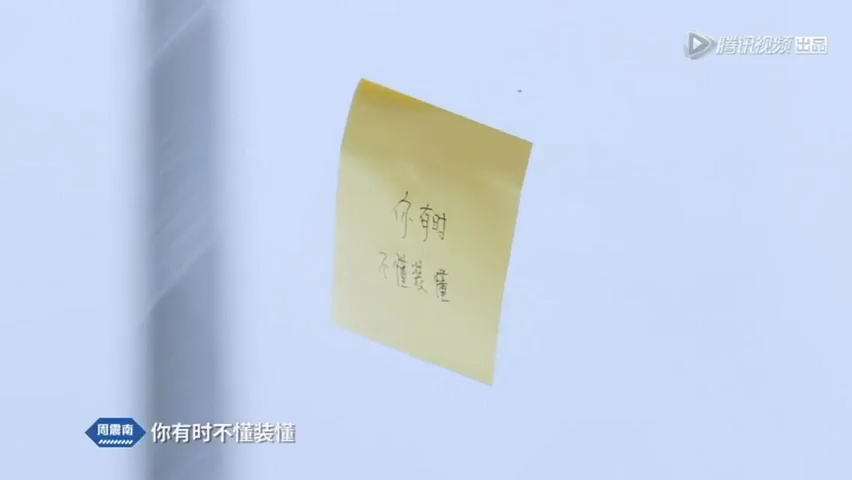 腾讯视频 出品
你有时
不懂装懂
周震南 你有时不懂装懂